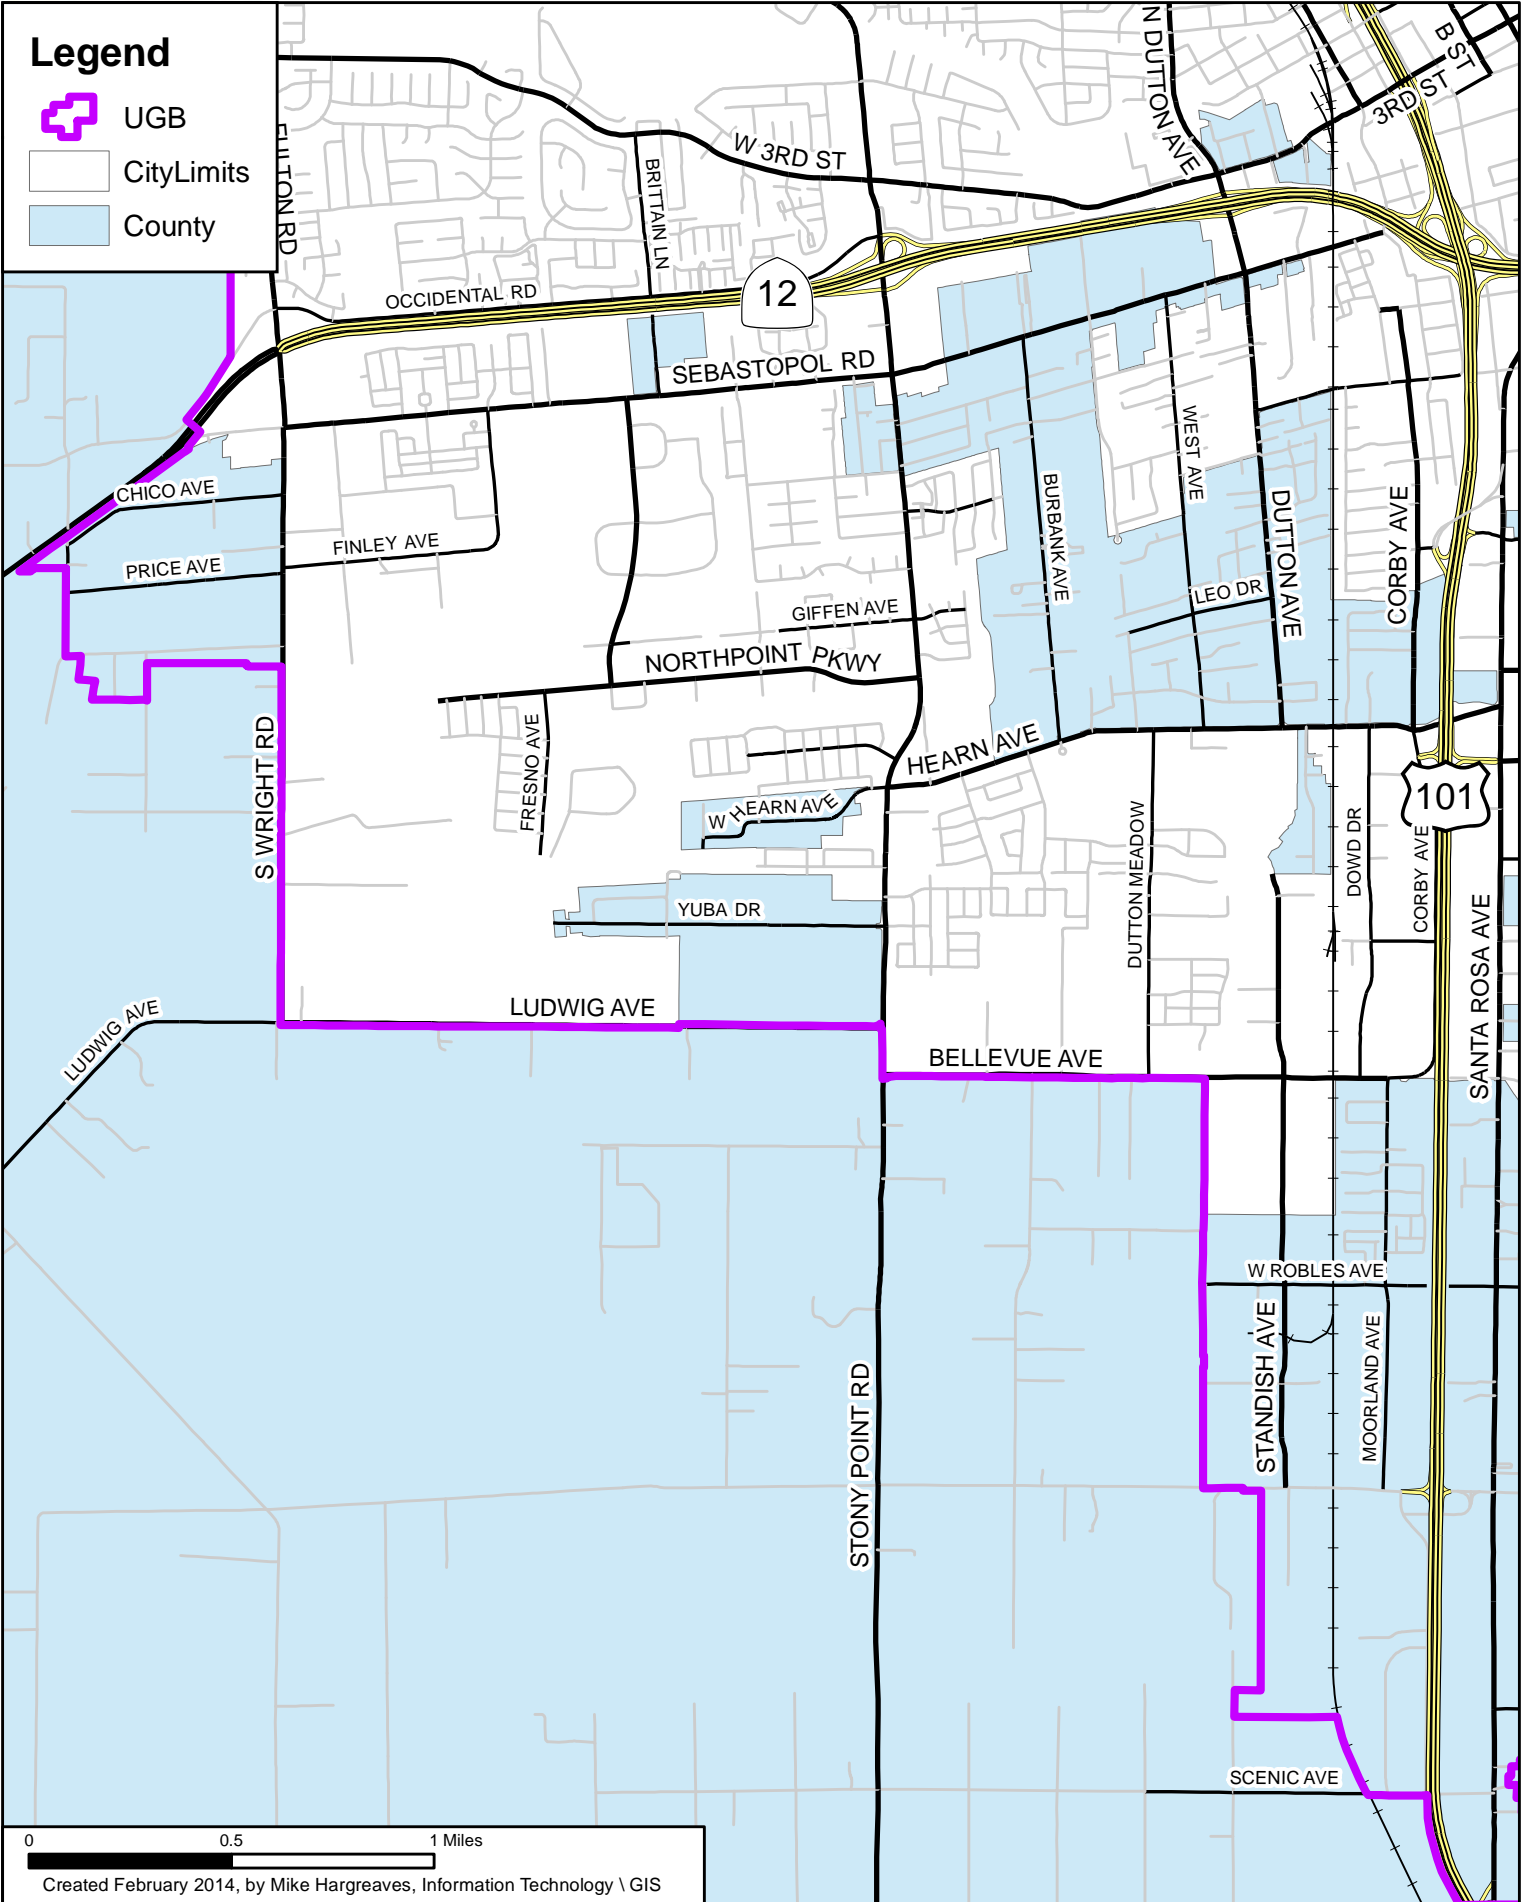 Legend
UGB
CityLimits
County
N DUTTON AVE
B ST
3RD ST
W 3RD ST
BRITTAIN LN
FULTON RD
OCCIDENTAL RD
12
SEBASTOPOL RD
CHICO AVE
PRICE AVE
FINLEY AVE
WEST AVE
BURBANK AVE
DUTTON AVE
CORBY AVE
LEO DR
GIFFEN AVE
NORTHPOINT PKWY
S WRIGHT RD
FRESNO AVE
HEARN AVE
W HEARN AVE
101
DUTTON MEADOW
DOWD DR
CORBY AVE
SANTA ROSA AVE
YUBA DR
LUDWIG AVE
LUDWIG AVE
BELLEVUE AVE
W ROBLES AVE
STANDISH AVE
MOORLAND AVE
STONY POINT RD
SCENIC AVE
0 0.5 1 Miles
Created February 2014, by Mike Hargreaves, Information Technology \ GIS